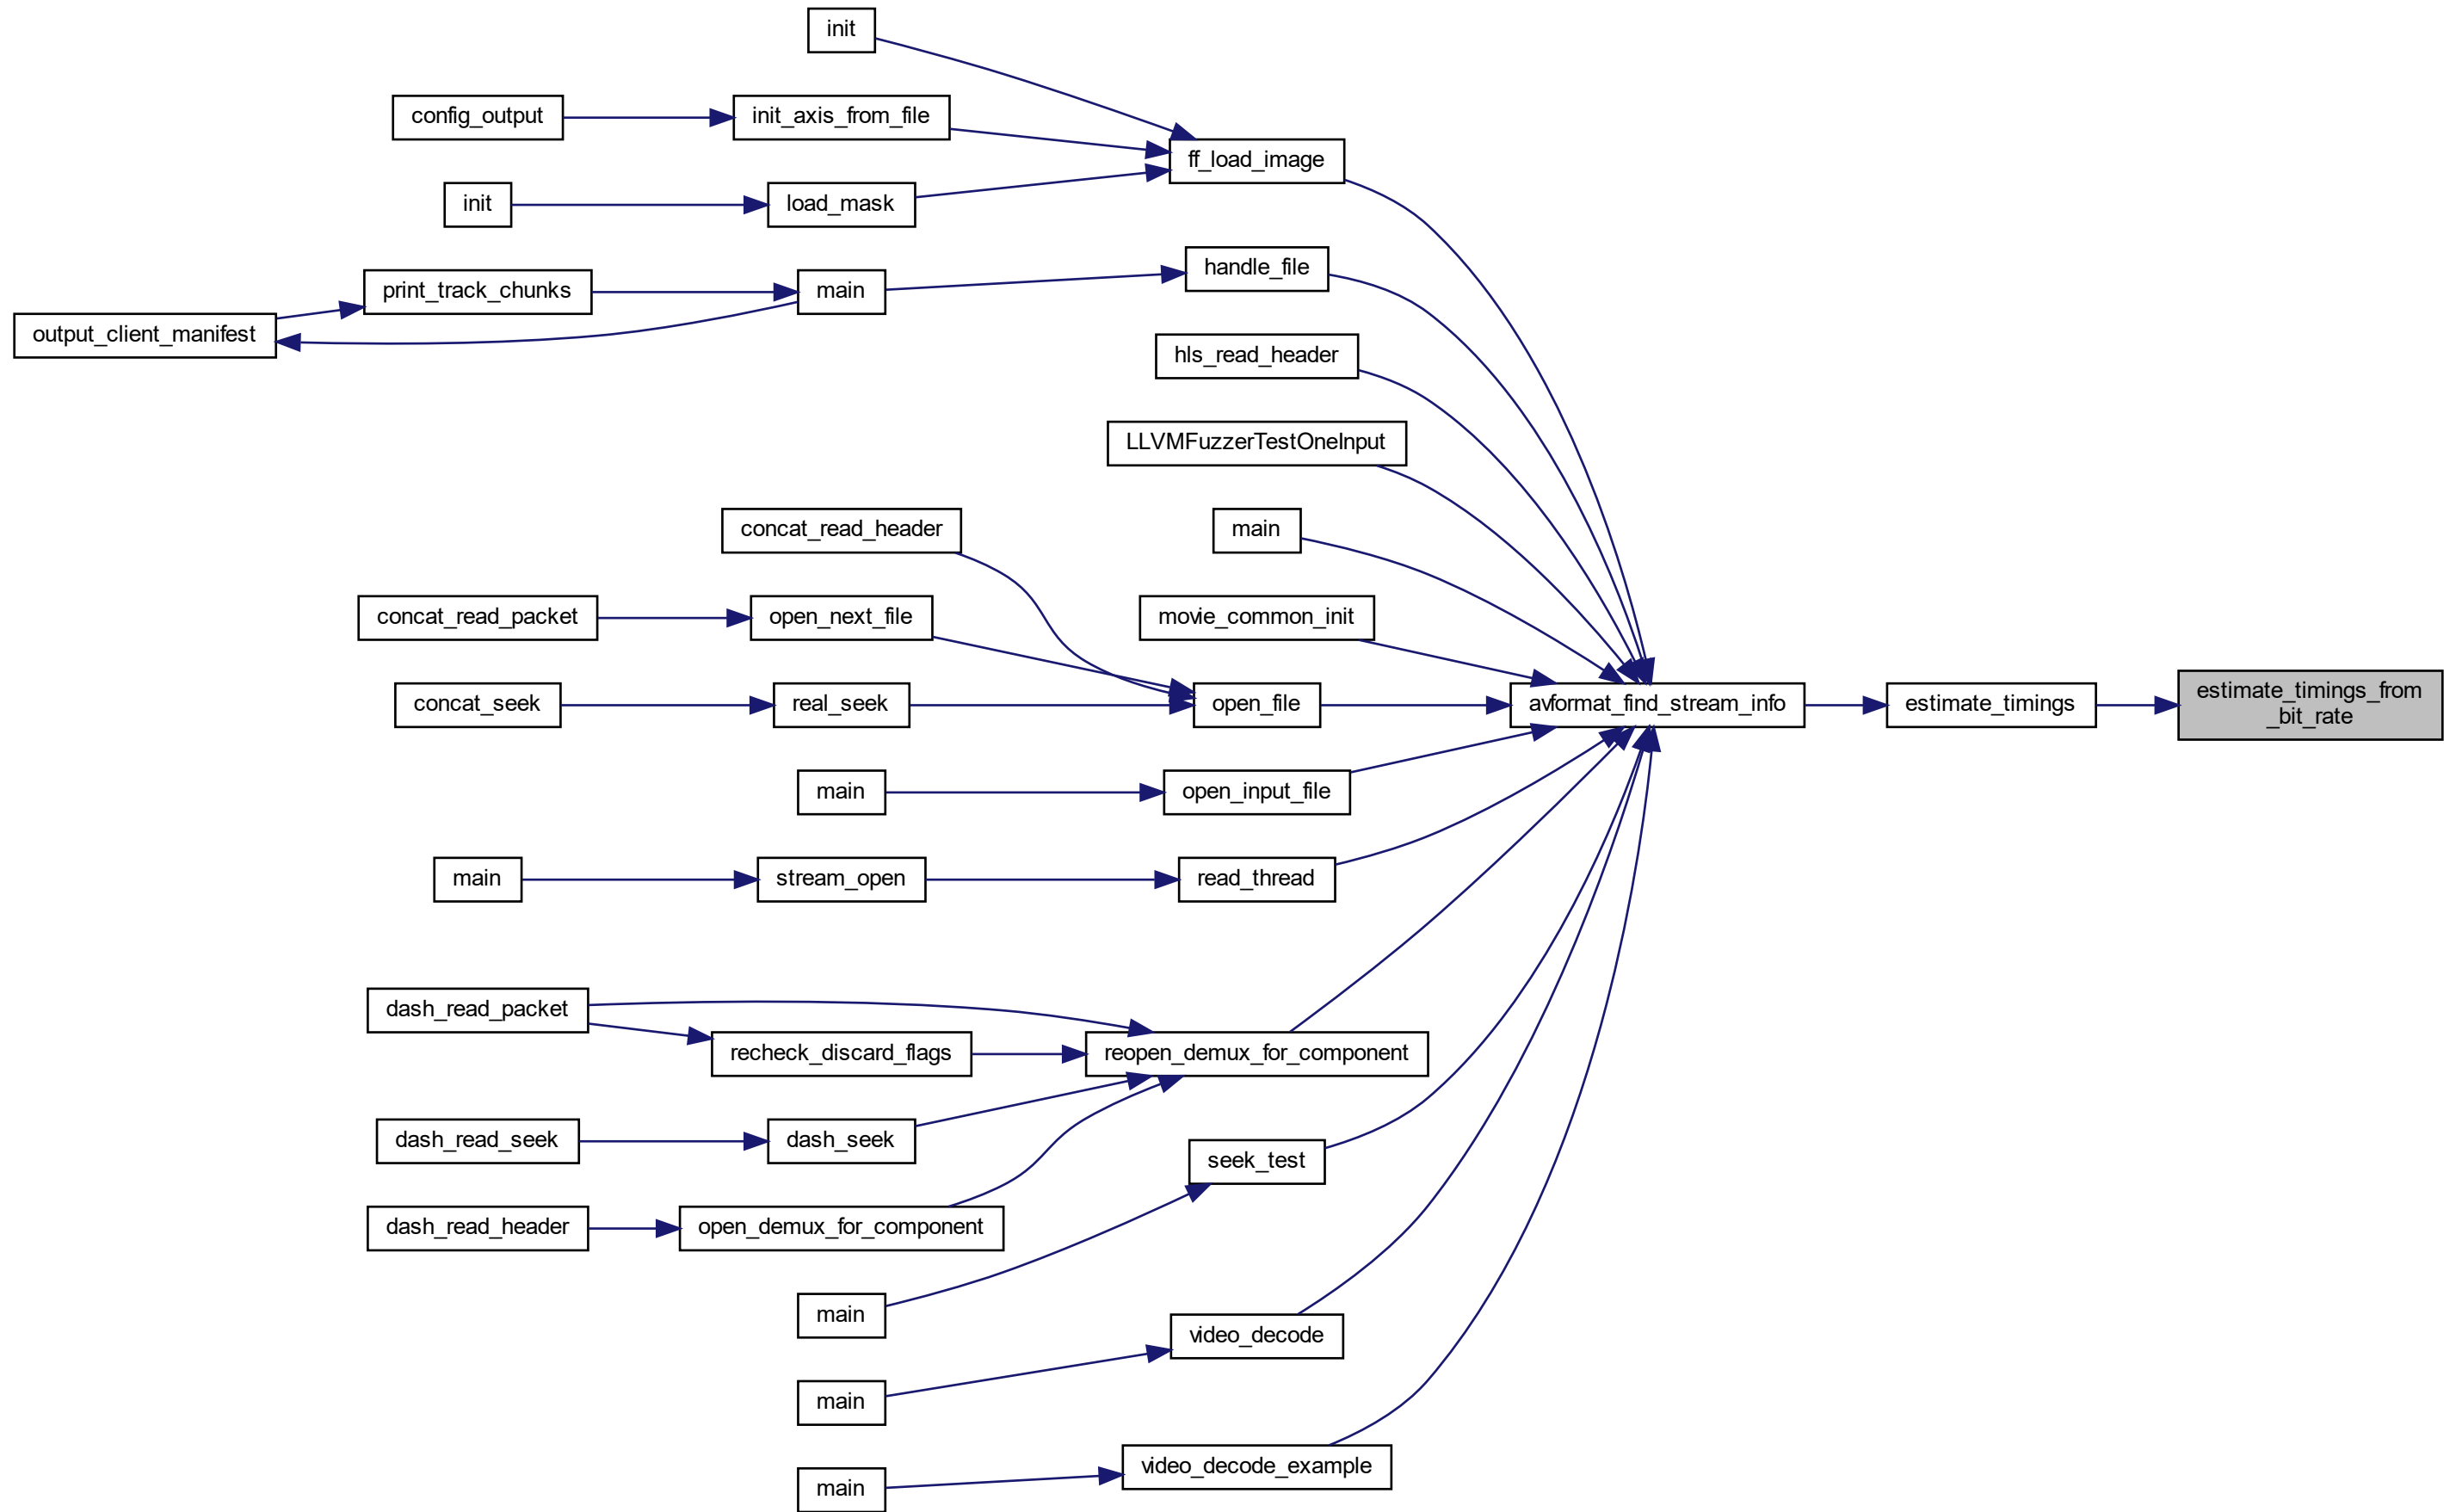 init
config_output
init_axis_from_file
ff_load_image
init
load_mask
handle_file
print_track_chunks
main
output_client_manifest
hls_read_header
LLVMFuzzerTestOneInput
concat_read_header
main
concat_read_packet
open_next_file
movie_common_init
concat_seek
real_seek
open_file
avformat_find_stream_info
estimate_timings
estimate_timings_from
_bit_rate
main
open_input_file
main
stream_open
read_thread
dash_read_packet
recheck_discard_flags
reopen_demux_for_component
dash_read_seek
dash_seek
seek_test
dash_read_header
open_demux_for_component
main
video_decode
main
video_decode_example
main